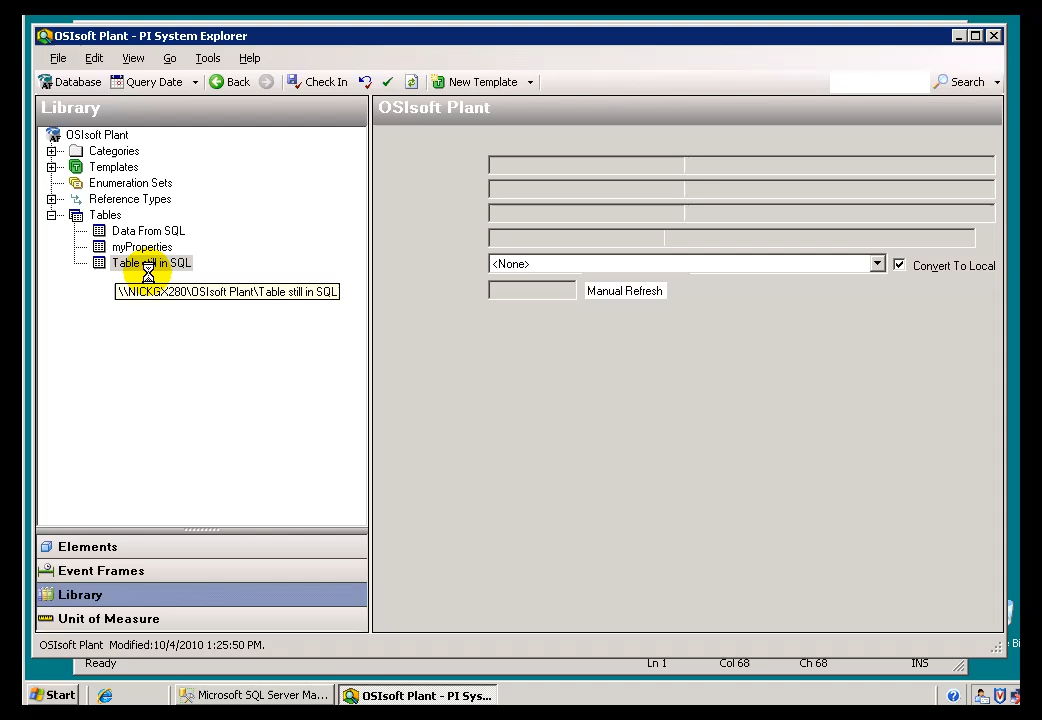 OSIsoft Plant - PI System Explorer
File Edit View Go Tools Help
Database Query Date Back Check In New Template Search
Library
OSIsoft Plant
OSIsoft Plant
Categories
Templates
Enumeration Sets
Reference Types
Tables
Data From SQL
myProperties
Table still in SQL
<None> Convert To Local
\\NICKGX280\OSIsoft Plant\Table still in SQL
Manual Refresh
Elements
Event Frames
Library
Unit of Measure
OSIsoft Plant Modified:10/4/2010 1:25:50 PM.
Ready Ln 1 Col 68 Ch 68 INS
Start Microsoft SQL Server Ma... OSIsoft Plant - PI Sys...